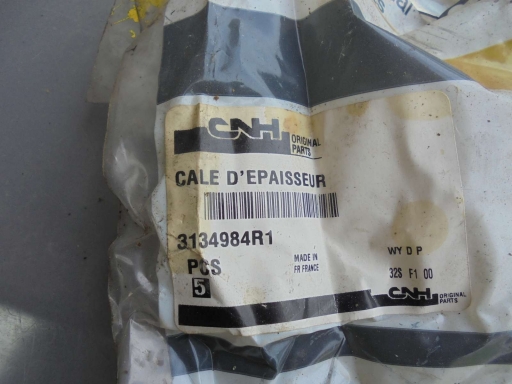 CNH ORIGINAL
PARTS
CALE D'EPAISSEUR
3134984R1
PCS
5
MADE IN
FR FRANCE
WY D P
32S F1 00
CNH ORIGINAL
PARTS